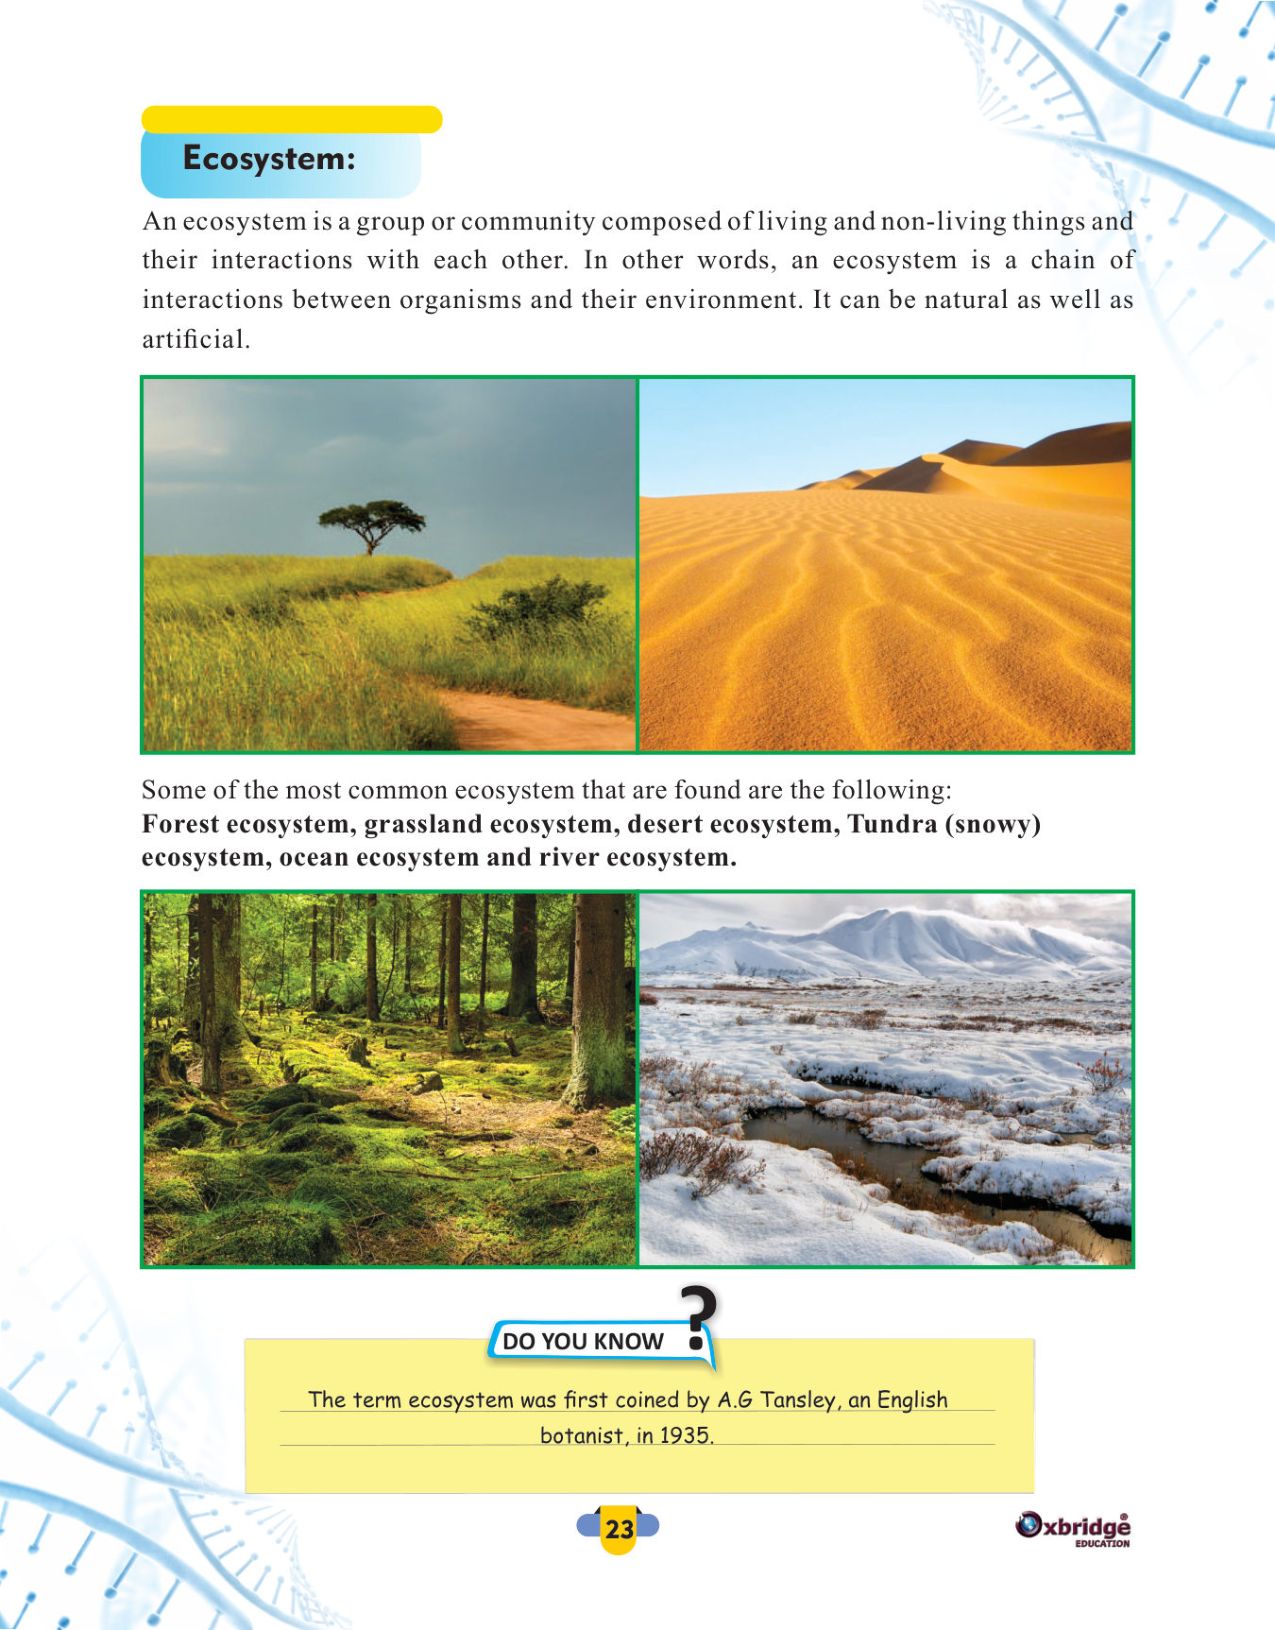 Ecosystem:
An ecosystem is a group or community composed of living and non-living things and
their interactions with each other. In other words, an ecosystem is a chain of
interactions between organisms and their environment. It can be natural as well as
artificial.
Some of the most common ecosystem that are found are the following:
Forest ecosystem, grassland ecosystem, desert ecosystem, Tundra (snowy)
ecosystem, ocean ecosystem and river ecosystem.
DO YOU KNOW ?
The term ecosystem was first coined by A.G Tansley, an English
botanist, in 1935.
23
Oxbridge®
EDUCATION